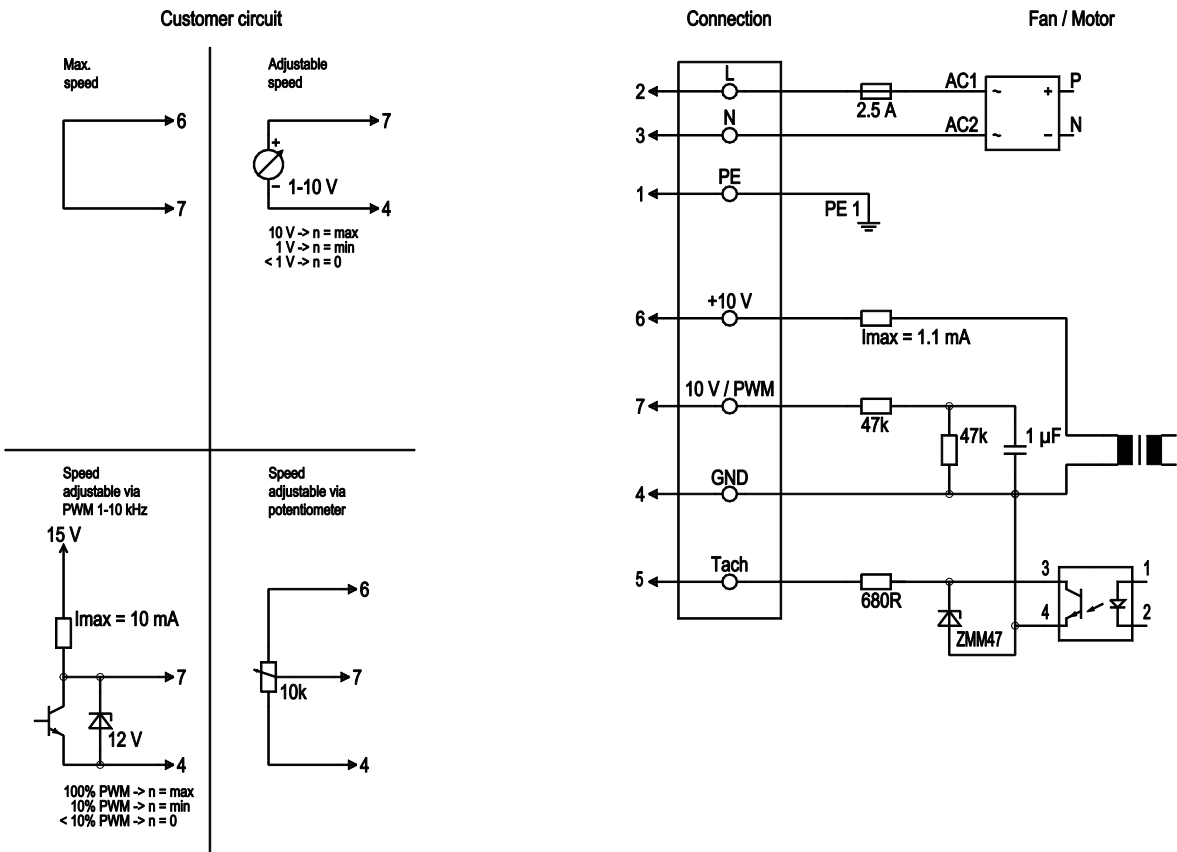 Customer circuit
Connection
Fan / Motor
Max.
speed
6
7
Adjustable
speed
7
+
–
1-10 V
4
10 V -> n = max
1 V -> n = min
< 1 V -> n = 0
Speed
adjustable via
PWM 1-10 kHz
15 V
Imax = 10 mA
7
12 V
4
100% PWM -> n = max
10% PWM -> n = min
< 10% PWM -> n = 0
Speed
adjustable via
potentiometer
6
7
10k
4
2
L
2.5 A
AC1
~
+
P
3
N
AC2
~
–
N
1
PE
PE 1
6
+10 V
Imax = 1.1 mA
7
10 V / PWM
47k
47k
1 µF
4
GND
5
Tach
680R
ZMM47
3
1
4
2